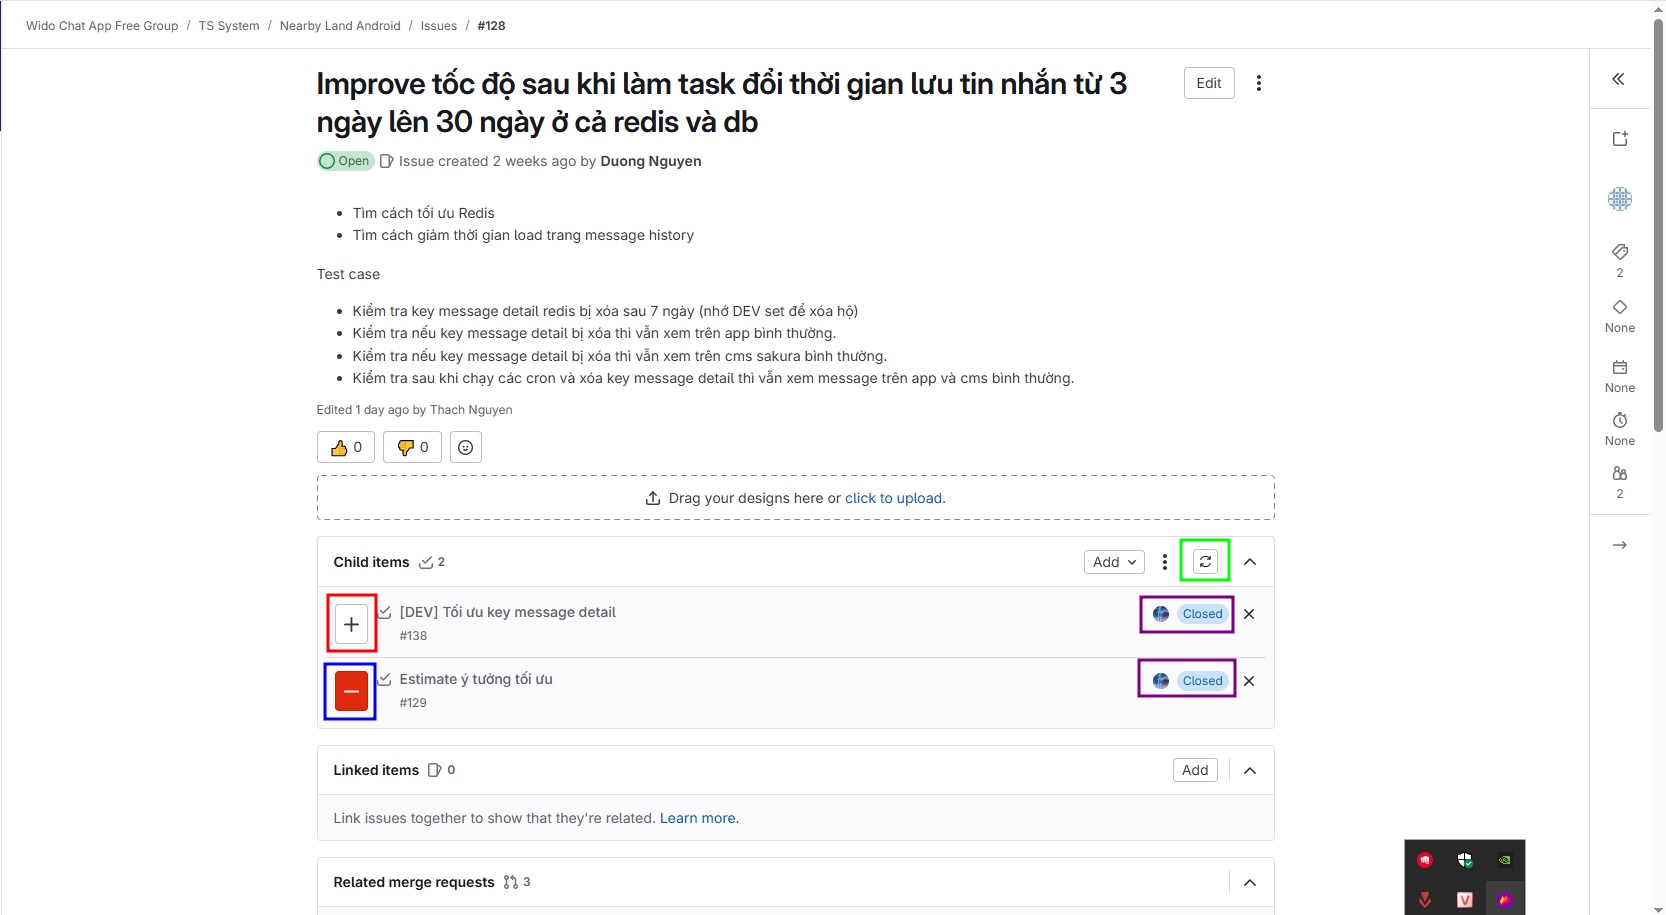 Wido Chat App Free Group / TS System / Nearby Land Android / Issues / #128
Improve tốc độ sau khi làm task đổi thời gian lưu tin nhắn từ 3
ngày lên 30 ngày ở cả redis và db
Edit
Open Issue created 2 weeks ago by Duong Nguyen
Tìm cách tối ưu Redis
Tìm cách giảm thời gian load trang message history
Test case
Kiểm tra key message detail redis bị xóa sau 7 ngày (nhớ DEV set để xóa hộ)
Kiểm tra nếu key message detail bị xóa thì vẫn xem trên app bình thường.
Kiểm tra nếu key message detail bị xóa thì vẫn xem trên cms sakura bình thường.
Kiểm tra sau khi chạy các cron và xóa key message detail thì vẫn xem message trên app và cms bình thường.
Edited 1 day ago by Thach Nguyen
0 0
Drag your designs here or click to upload.
Child items 2 Add
[DEV] Tối ưu key message detail Closed
#138
Estimate ý tưởng tối ưu Closed
#129
Linked items 0 Add
Link issues together to show that they're related. Learn more.
Related merge requests 3
2
None
None
None
2